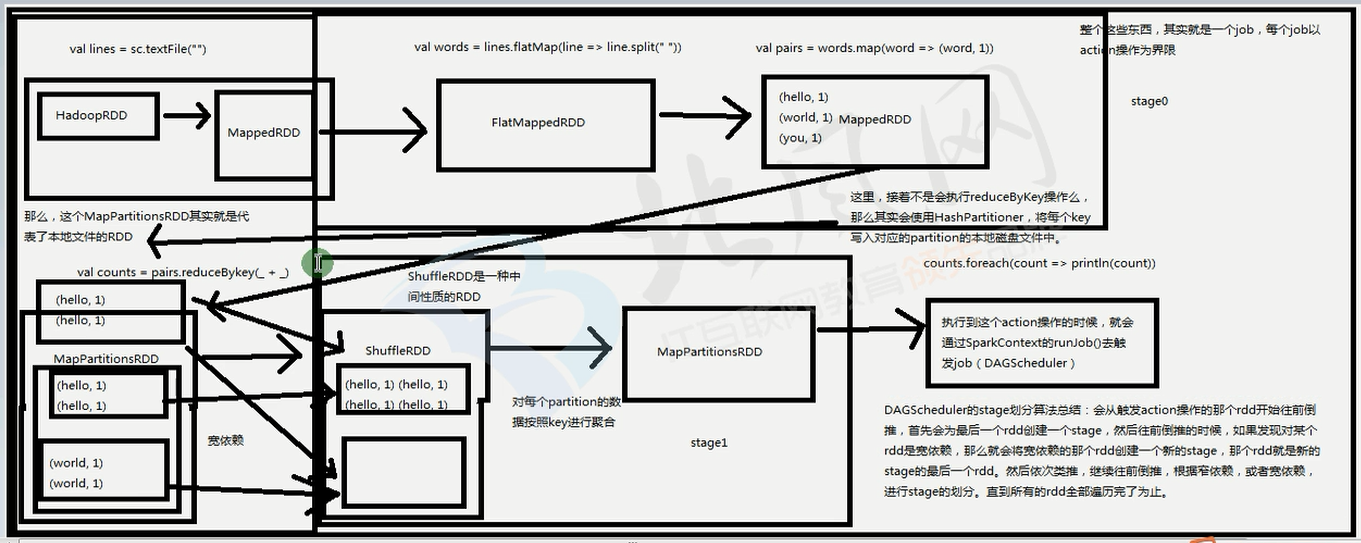 val lines = sc.textFile("")
val words = lines.flatMap(line => line.split(" "))
val pairs = words.map(word => (word, 1))
整个这些东西，其实就是一个job，每个job以
action操作为界限
stage0
HadoopRDD
MappedRDD
FlatMappedRDD
(hello, 1)
(world, 1)
(you, 1)
MappedRDD
那么，这个MapPartitionsRDD其实就是代
表了本地文件的RDD
这里，接着不是会执行reduceByKey操作么，
那么其实会使用HashPartitioner，将每个key
写入对应的partition的本地磁盘文件中。
val counts = pairs.reduceBykey(_ + _)
counts.foreach(count => println(count))
ShuffleRDD是一种中
间性质的RDD
(hello, 1)
(hello, 1)
MapPartitionsRDD
(hello, 1)
(hello, 1)
(world, 1)
(world, 1)
宽依赖
ShuffleRDD
(hello, 1) (hello, 1)
(hello, 1) (hello, 1)
对每个partition的数
据按照key进行聚合
MapPartitionsRDD
stage1
执行到这个action操作的时候，就会
通过SparkContext的runJob()去触
发job（DAGScheduler）
DAGScheduler的stage划分算法总结：会从触发action操作的那个rdd开始往前倒
推，首先会为最后一个rdd创建一个stage，然后往前倒推的时候，如果发现对某个
rdd是宽依赖，那么就会将宽依赖的那个rdd创建一个新的stage，那个rdd就是新的
stage的最后一个rdd。然后依次类推，继续往前倒推，根据窄依赖，或者宽依赖，
进行stage的划分。直到所有的rdd全部遍历完了为止。
北风网
IT互联网教育领先